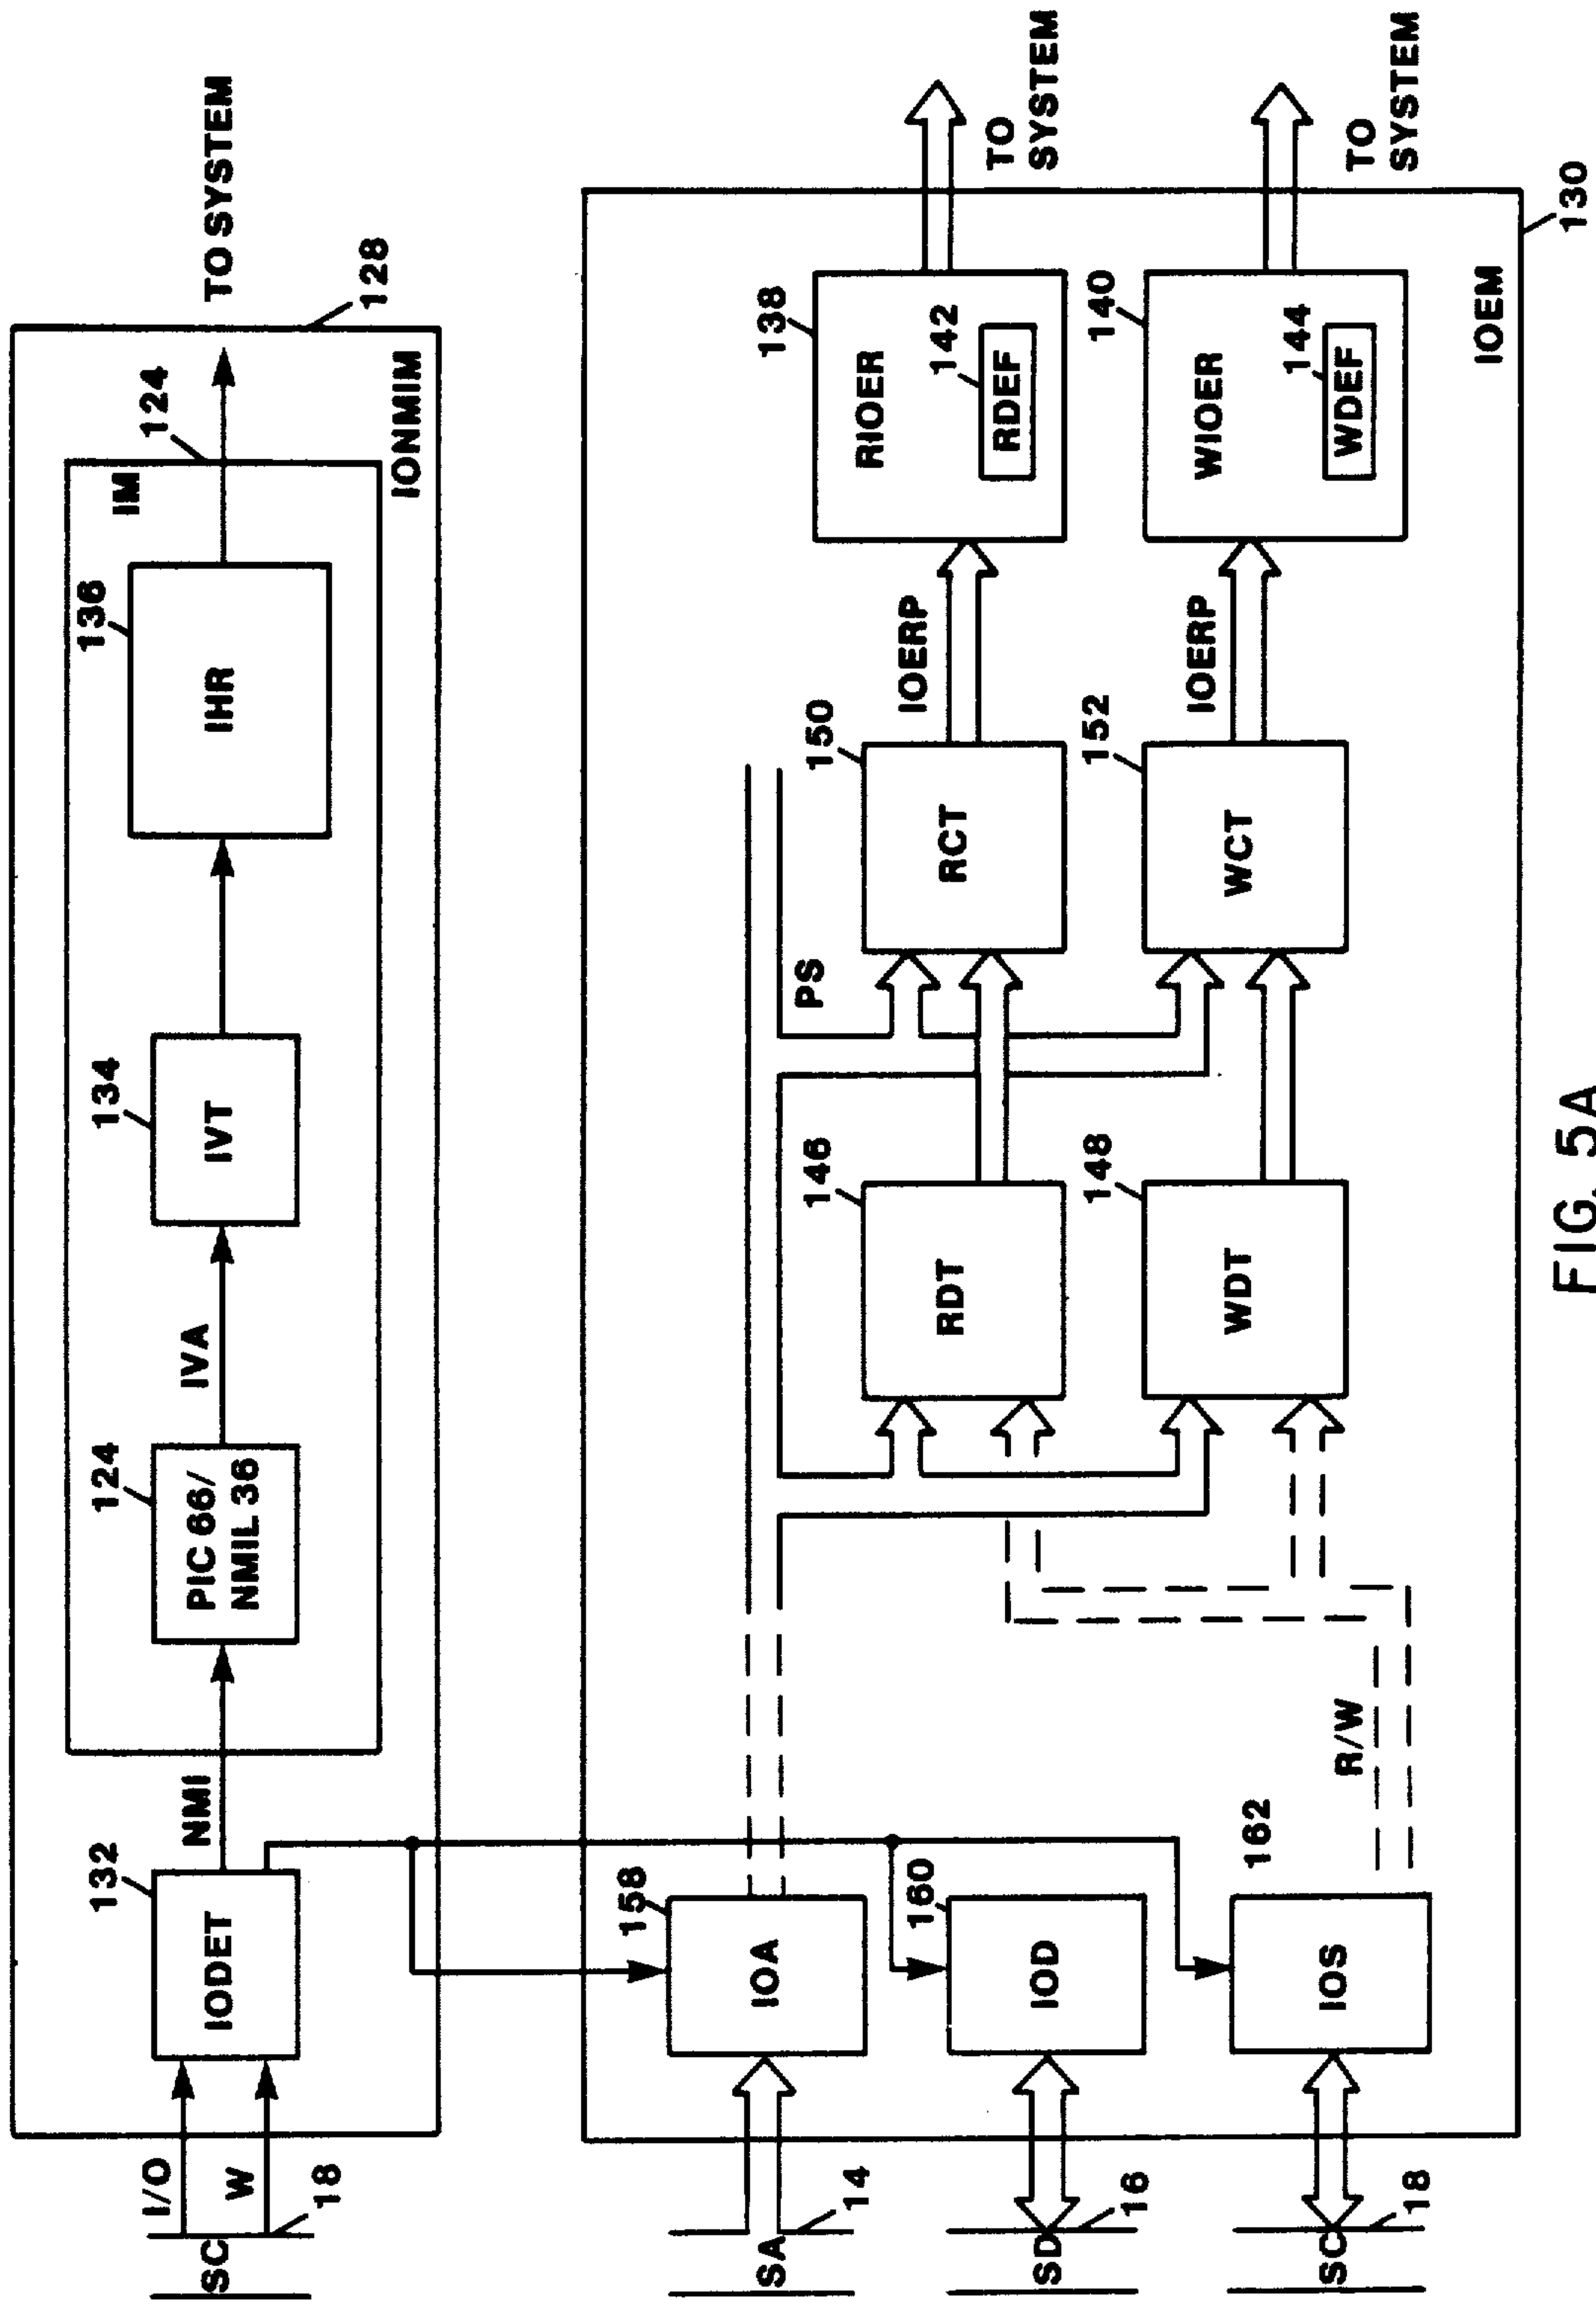 SC
18
I/O
W
132
IODET
NMI
124
PIC 66/
NMIL 36
IVA
134
IVT
136
IHR
IM
124
IONMIM
128
TO SYSTEM
SA
14
158
IOA
SD
16
160
IOD
SC
18
162
IOS
R/W
146
RDT
148
WDT
PS
150
RCT
152
WCT
IOERP
IOERP
138
RIOER
142
RDEF
140
WIOER
144
WDEF
IOEM
130
TO
SYSTEM
TO
SYSTEM
FIG. 5A